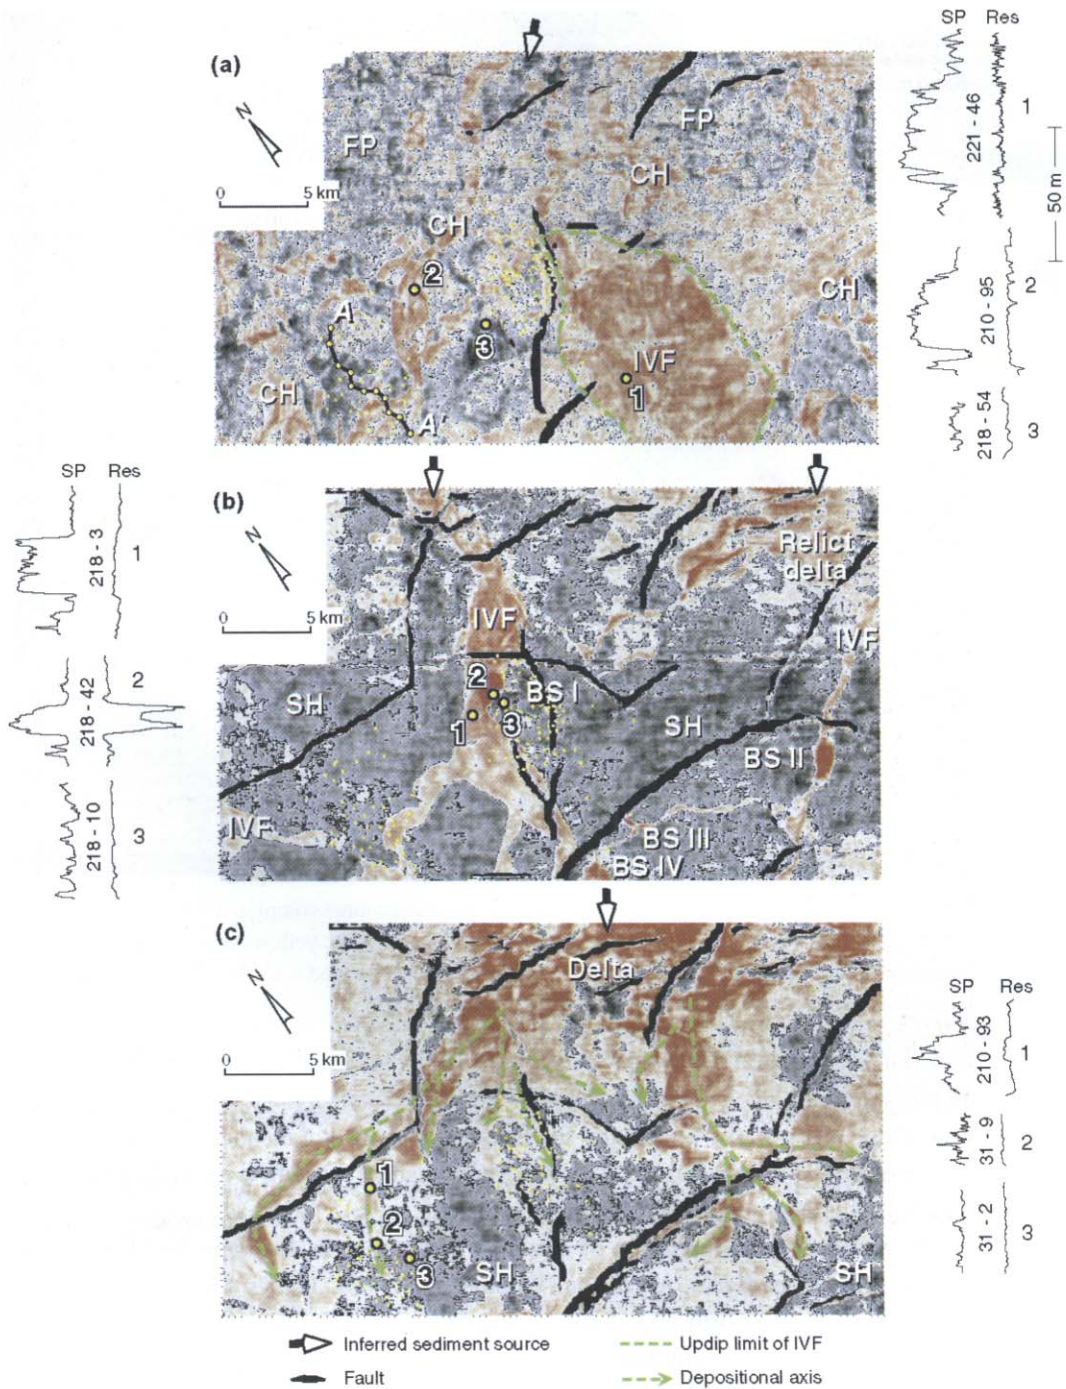 (a)
N
0 5 km
FP
FP
CH
CH
CH
CH
IVF
A
A'
1
2
3
SP Res
221 - 46
1
50 m
210 - 95
2
218 - 54
3
(b)
N
0 5 km
Relict
delta
IVF
IVF
IVF
SH
SH
BS I
BS II
BS III
BS IV
1
2
3
SP Res
218 - 3
1
218 - 42
2
218 - 10
3
(c)
N
0 5 km
Delta
SH
SH
1
2
3
SP Res
210 - 93
1
31 - 9
2
31 - 2
3
Inferred sediment source
Updip limit of IVF
Fault
Depositional axis